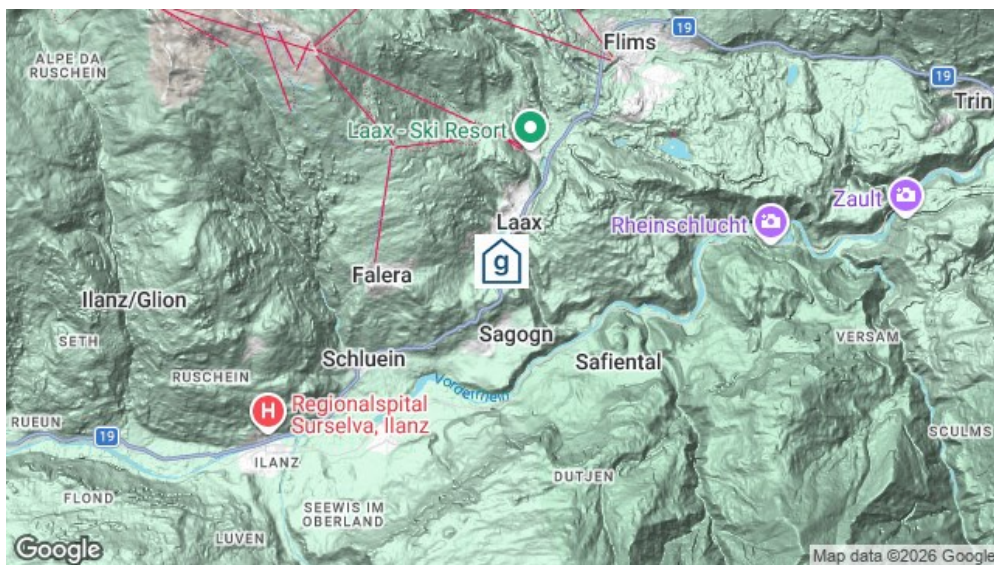 19
Flims
ALPE DA
RUSCHEIN
19
Trin
Laax - Ski Resort
Zault
Laax
Rheinschlucht
g
Falera
Ilanz/Glion
Sagogn
SETH
VERSAM
Schluein
Safiental
RUSCHEIN
Vorderrhein
H
Regionalspital
Surselva, Ilanz
RUEUN
19
SCULMS
ILANZ
DUTJEN
FLOND
SEEWIS IM
OBERLAND
LUVEN
Google
Map data ©2026 Google